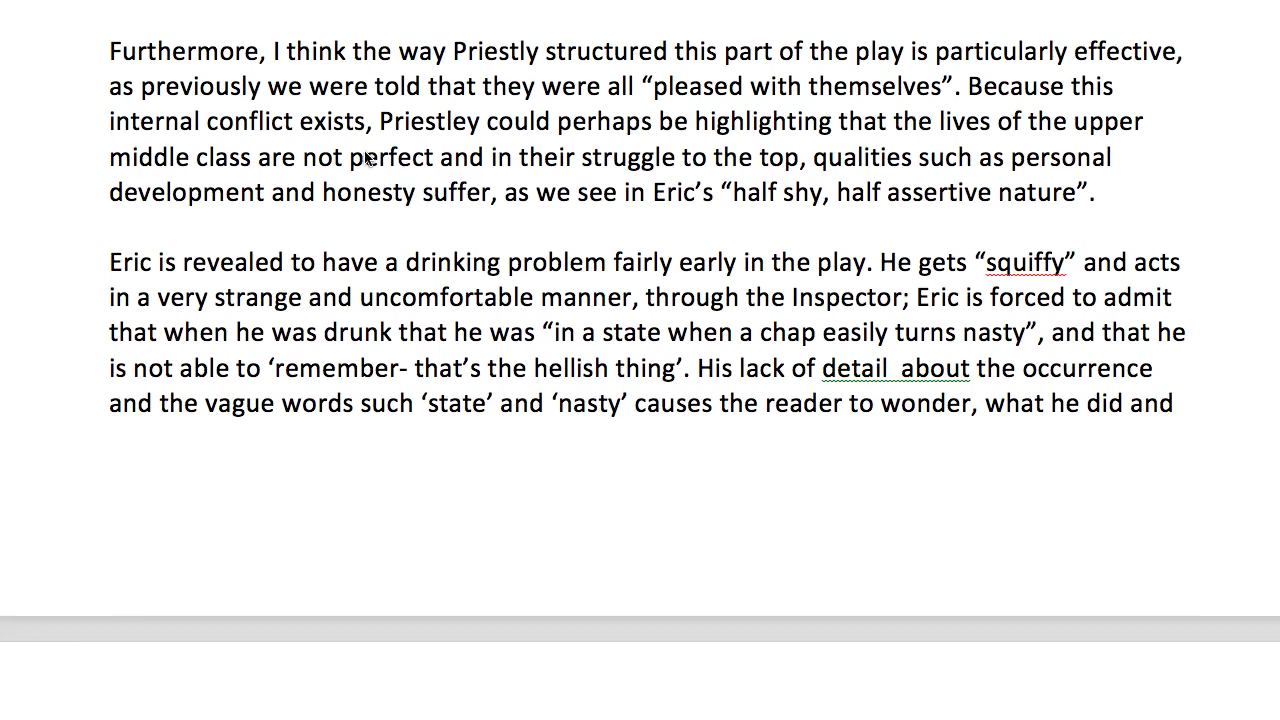 Furthermore, I think the way Priestly structured this part of the play is particularly effective,
as previously we were told that they were all “pleased with themselves”. Because this
internal conflict exists, Priestley could perhaps be highlighting that the lives of the upper
middle class are not perfect and in their struggle to the top, qualities such as personal
development and honesty suffer, as we see in Eric’s “half shy, half assertive nature”.
Eric is revealed to have a drinking problem fairly early in the play. He gets “squiffy” and acts
in a very strange and uncomfortable manner, through the Inspector; Eric is forced to admit
that when he was drunk that he was “in a state when a chap easily turns nasty”, and that he
is not able to ‘remember- that’s the hellish thing’. His lack of detail  about the occurrence
and the vague words such ‘state’ and ‘nasty’ causes the reader to wonder, what he did and